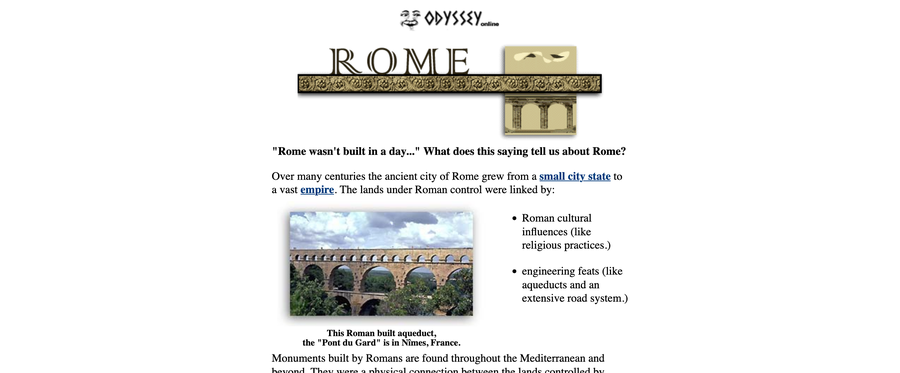 ODYSSEY online
ROME
"Rome wasn't built in a day..." What does this saying tell us about Rome?
Over many centuries the ancient city of Rome grew from a small city state to
a vast empire. The lands under Roman control were linked by:
• Roman cultural
influences (like
religious practices.)
• engineering feats (like
aqueducts and an
extensive road system.)
This Roman built aqueduct,
the "Pont du Gard" is in Nîmes, France.
Monuments built by Romans are found throughout the Mediterranean and
beyond. They were a physical connection between the lands controlled by